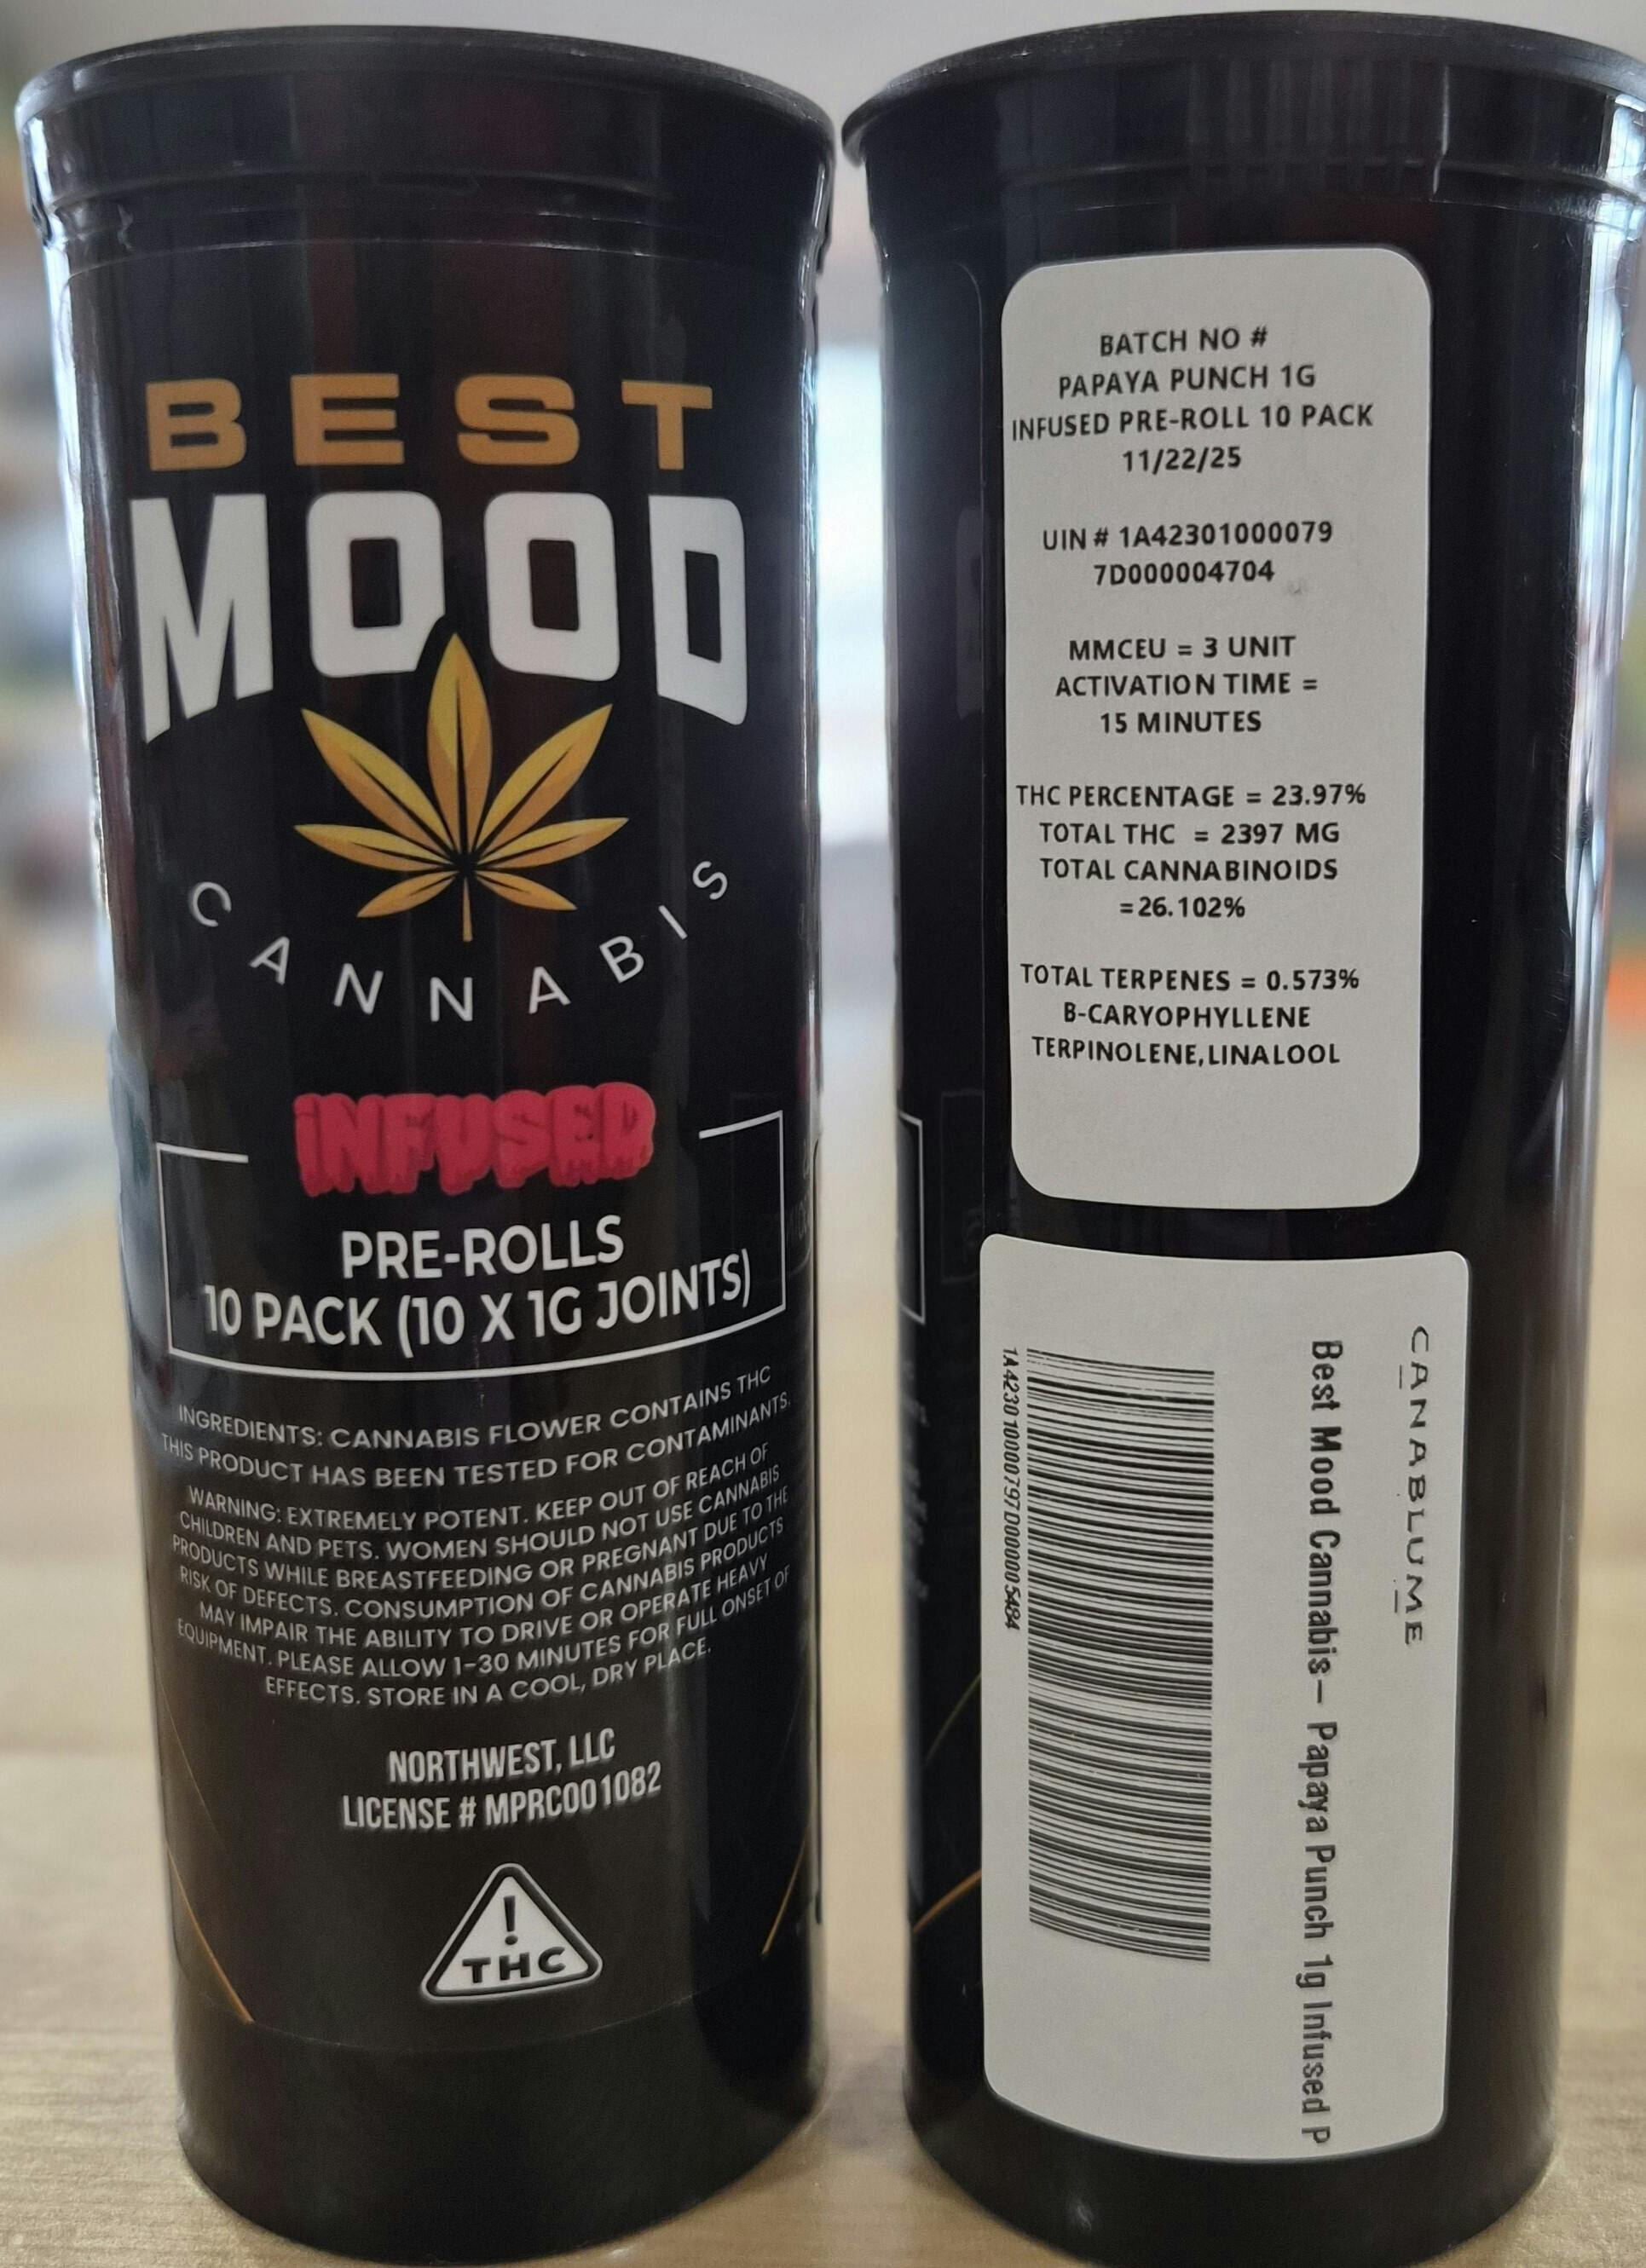 BEST
MOOD
CANNABIS
INFUSED
PRE-ROLLS
10 PACK (10 X 1G JOINTS)
INGREDIENTS: CANNABIS FLOWER CONTAINS THC
THIS PRODUCT HAS BEEN TESTED FOR CONTAMINANTS.
WARNING: EXTREMELY POTENT. KEEP OUT OF REACH OF
CHILDREN AND PETS. WOMEN SHOULD NOT USE CANNABIS
PRODUCTS WHILE BREASTFEEDING OR PREGNANT DUE TO THE
RISK OF DEFECTS. CONSUMPTION OF CANNABIS PRODUCTS
MAY IMPAIR THE ABILITY TO DRIVE OR OPERATE HEAVY
EQUIPMENT. PLEASE ALLOW 1-30 MINUTES FOR FULL ONSET OF
EFFECTS. STORE IN A COOL, DRY PLACE.
NORTHWEST, LLC
LICENSE # MPRC001082
!
THC
BATCH NO #
PAPAYA PUNCH 1G
INFUSED PRE-ROLL 10 PACK
11/22/25
UIN # 1A42301000079
7D000004704
MMCEU = 3 UNIT
ACTIVATION TIME =
15 MINUTES
THC PERCENTAGE = 23.97%
TOTAL THC = 2397 MG
TOTAL CANNABINOIDS
=26.102%
TOTAL TERPENES = 0.573%
B-CARYOPHYLLENE
TERPINOLENE,LINALOOL
CANABLUME
Best Mood Cannabis– Papaya Punch 1g Infused P
1A42301000797D000005484